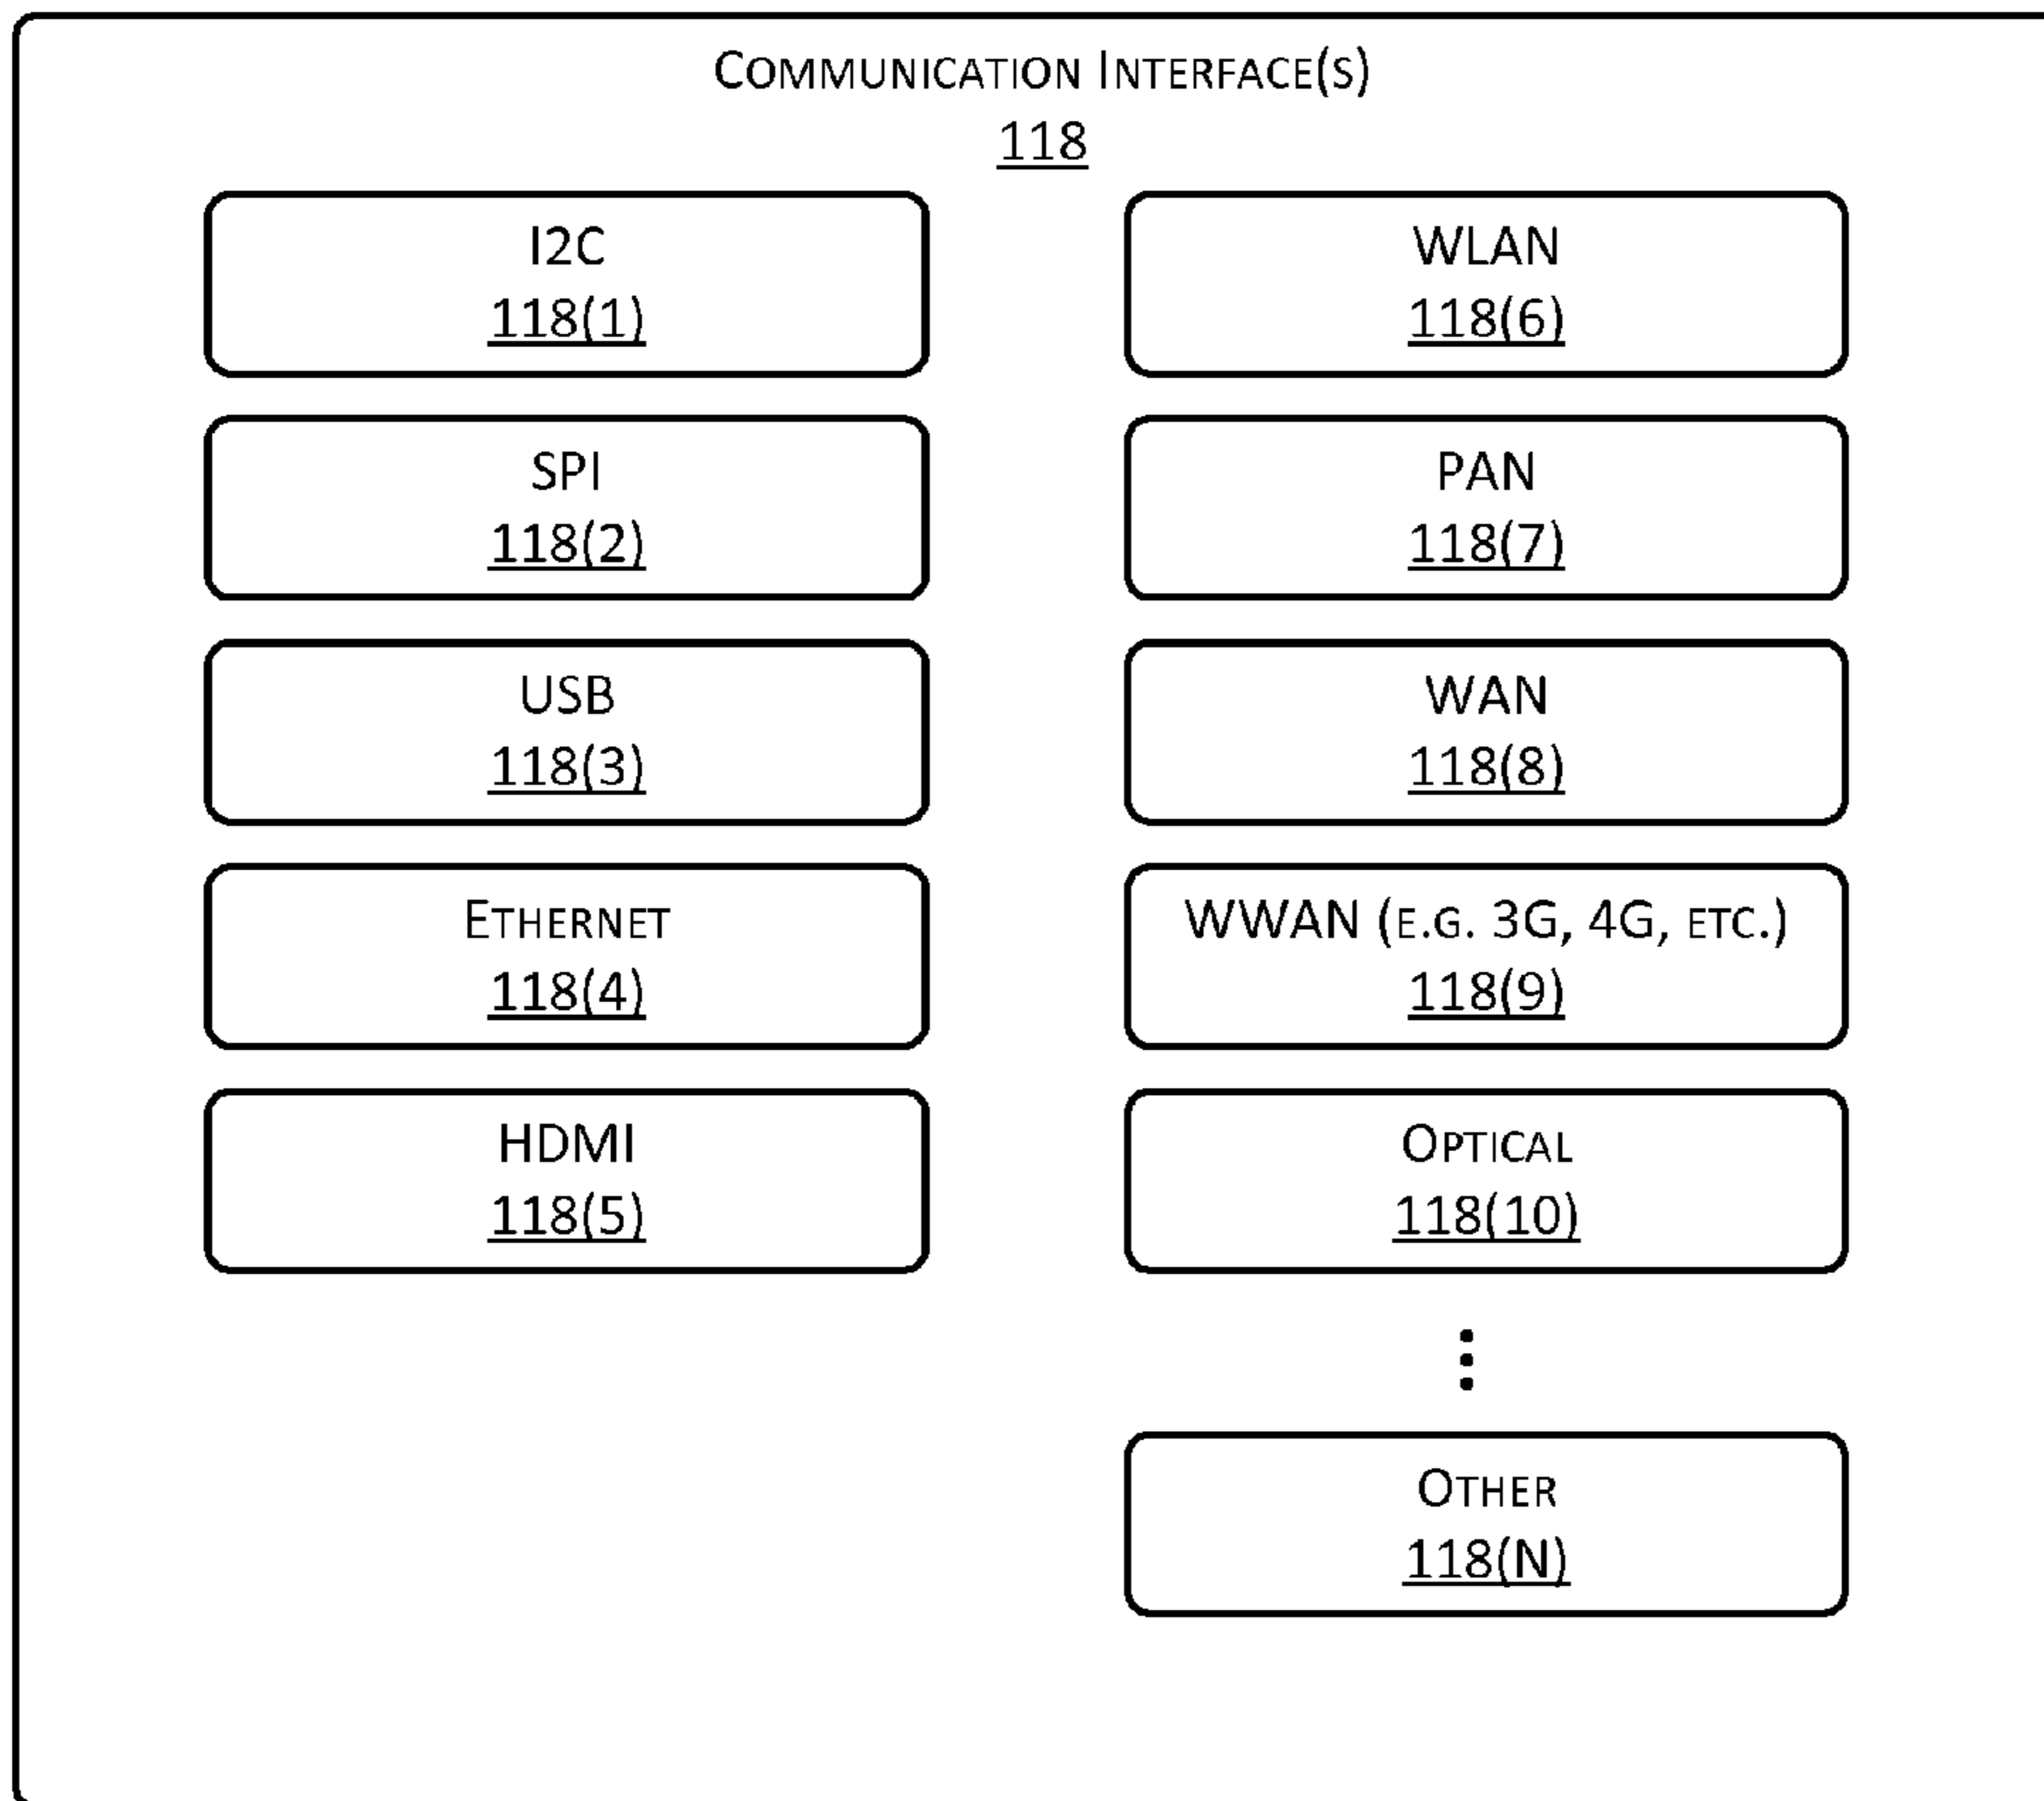 COMMUNICATION INTERFACE(S)
118
I2C
118(1)
SPI
118(2)
USB
118(3)
ETHERNET
118(4)
HDMI
118(5)
WLAN
118(6)
PAN
118(7)
WAN
118(8)
WWAN (E.G. 3G, 4G, ETC.)
118(9)
OPTICAL
118(10)
OTHER
118(N)